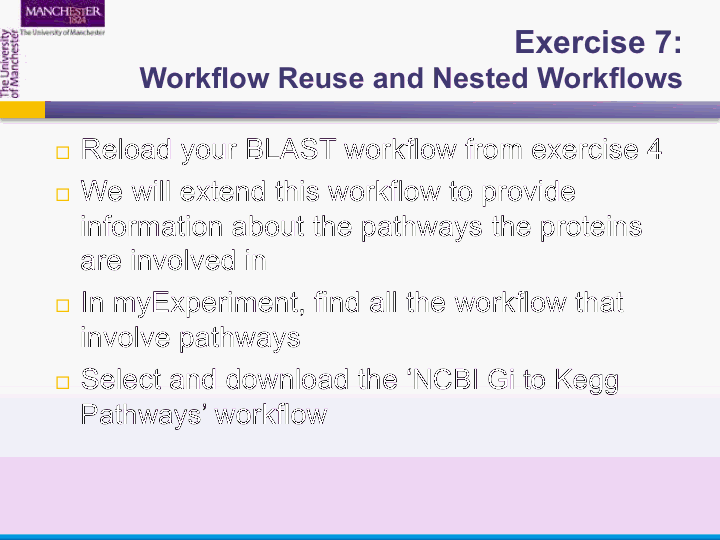 MANCHESTER
1824
The University of Manchester
The University
of Manchester
Exercise 7:
Workflow Reuse and Nested Workflows
Reload your BLAST workflow from exercise 4
We will extend this workflow to provide
information about the pathways the proteins
are involved in
In myExperiment, find all the workflow that
involve pathways
Select and download the ‘NCBI Gi to Kegg
Pathways’ workflow